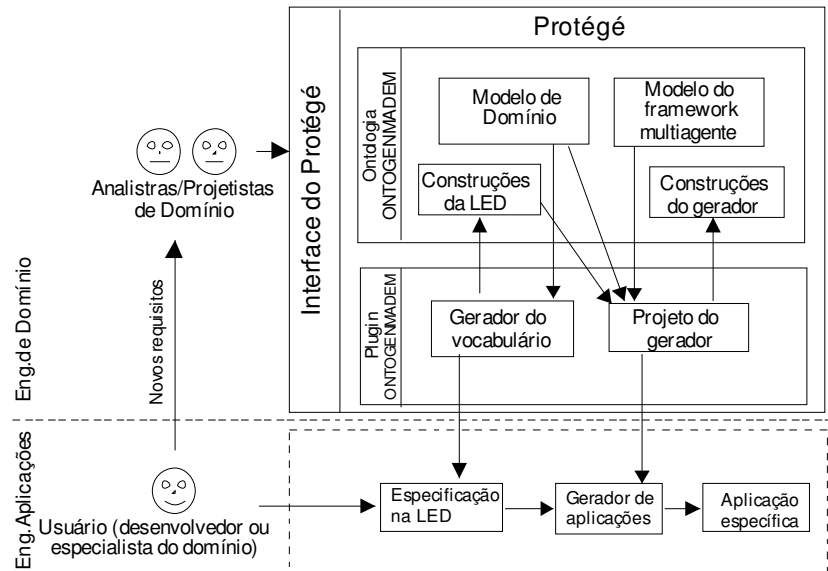 Protégé
Interface do Protégé
Ontologia
ONTOGENMADEM
Modelo de
Domínio
Modelo do
framework
multiagente
Construções
da LED
Construções
do gerador
Analistras/Projetistas
de Domínio
Plugin
ONTOGENMADEM
Gerador do
vocabulário
Projeto do
gerador
Eng.de Domínio
Novos requisitos
Eng.Aplicações
Usuário (desenvolvedor ou
especialista do domínio)
Especificação
na LED
Gerador de
aplicações
Aplicação
específica